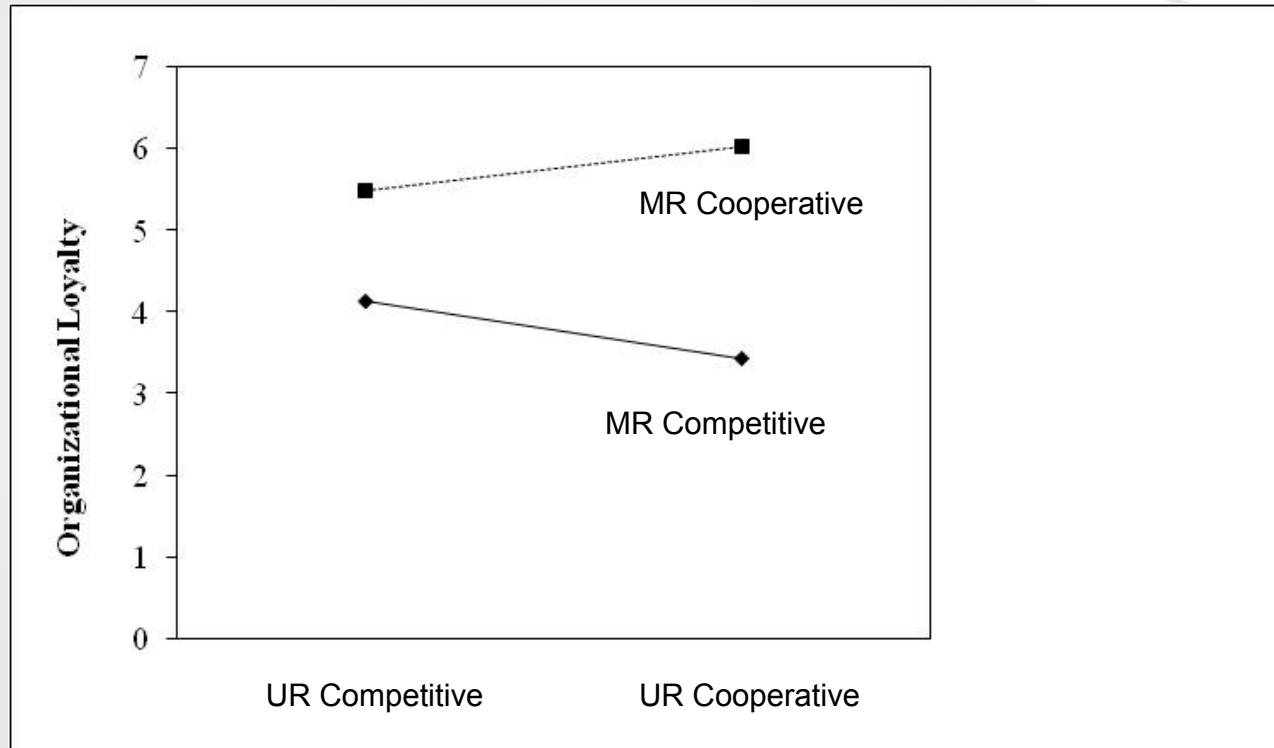 7
6
5
4
3
2
1
0
Organizational Loyalty
MR Cooperative
MR Competitive
UR Competitive
UR Cooperative